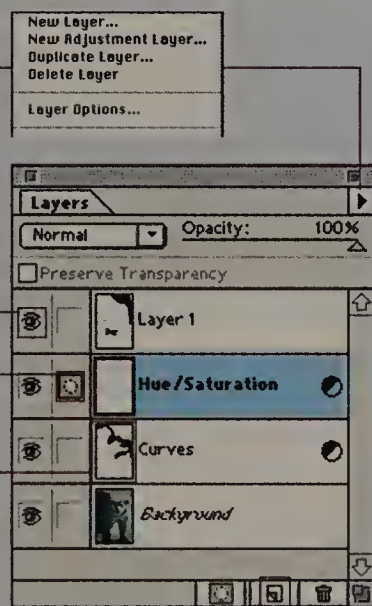 New Layer...
New Adjustment Layer...
Duplicate Layer...
Delete Layer
Layer Options...
Layers
Normal Opacity: 100%
Preserve Transparency
Layer 1
Hue/Saturation
Curves
Background